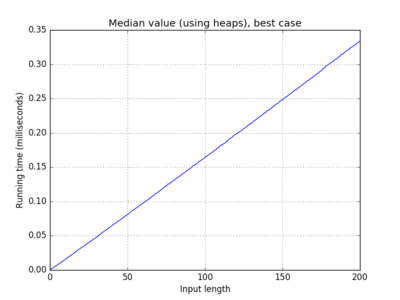 Median value (using heaps), best case
0.35
0.30
0.25
0.20
0.15
0.10
0.05
0.00
Running time (milliseconds)
0 50 100 150 200
Input length